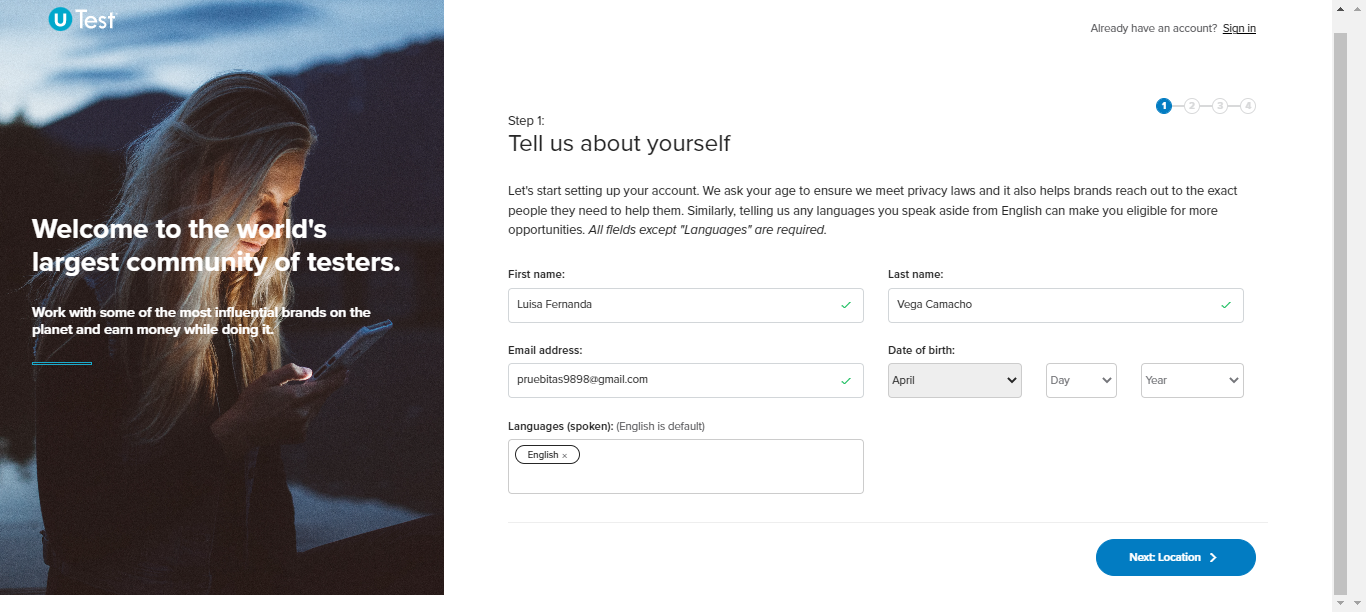 U Test
Already have an account? Sign in
1 2 3 4
Step 1:
Tell us about yourself
Let's start setting up your account. We ask your age to ensure we meet privacy laws and it also helps brands reach out to the exact
people they need to help them. Similarly, telling us any languages you speak aside from English can make you eligible for more
opportunities. All fields except "Languages" are required.
Welcome to the world's
largest community of testers.
Work with some of the most influential brands on the
planet and earn money while doing it.
First name:
Last name:
Luisa Fernanda
Vega Camacho
Email address:
Date of birth:
pruebitas9898@gmail.com
April
Day
Year
Languages (spoken): (English is default)
English ×
Next: Location